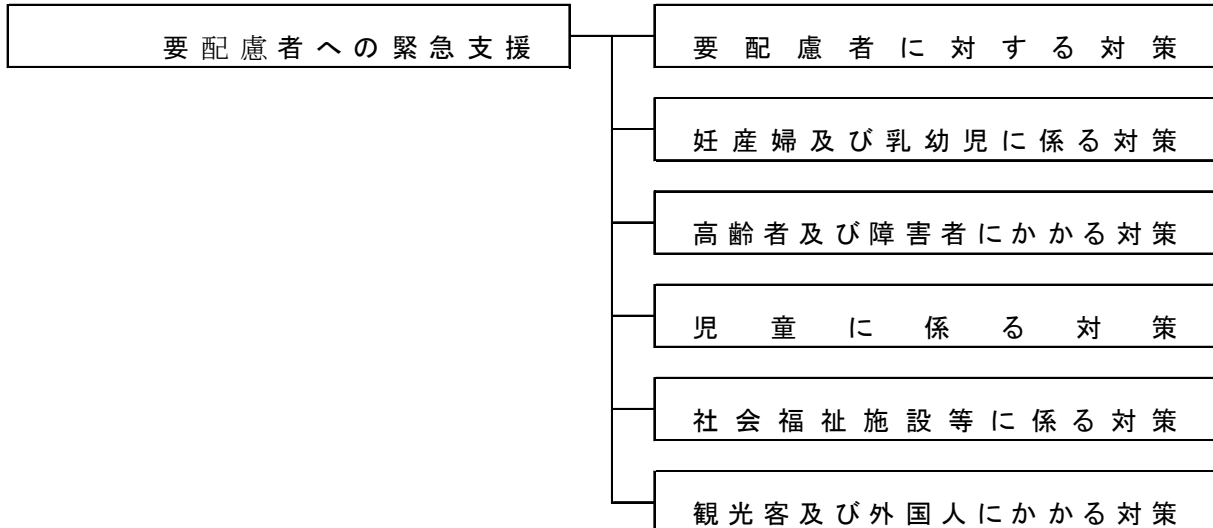 要配慮者への緊急支援
要配慮者に対する対策
妊産婦及び乳幼児に係る対策
高齢者及び障害者にかかる対策
児童に係る対策
社会福祉施設等に係る対策
観光客及び外国人にかかる対策